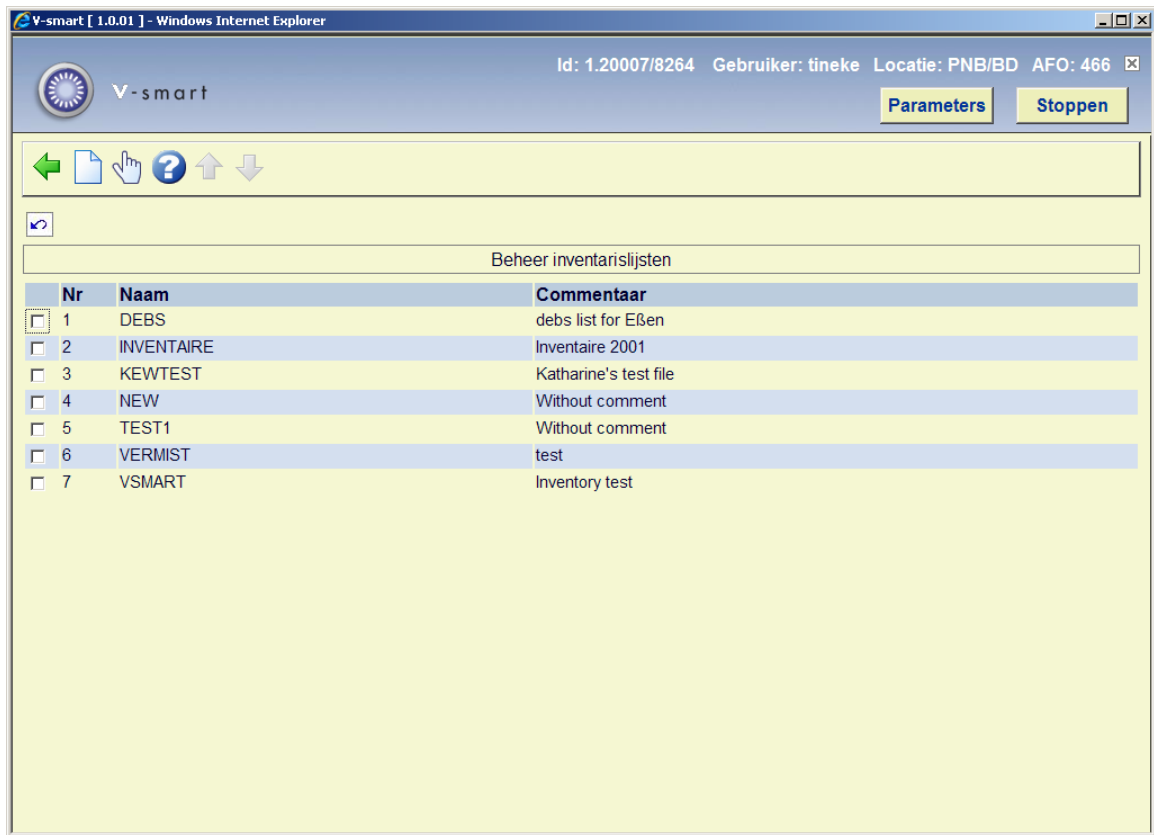 V-smart [ 1.0.01 ] - Windows Internet Explorer
Id: 1.20007/8264 Gebruiker: tineke Locatie: PNB/BD AFO: 466
V-smart
Parameters Stoppen
?
Beheer inventarislijsten
Nr Naam Commentaar
1 DEBS debs list for Eßen
2 INVENTAIRE Inventaire 2001
3 KEWTEST Katharine's test file
4 NEW Without comment
5 TEST1 Without comment
6 VERMIST test
7 VSMART Inventory test